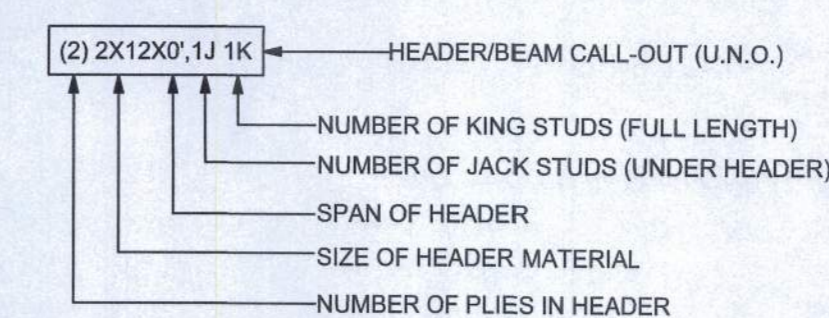 (2) 2X12X0',1J 1K
HEADER/BEAM CALL-OUT (U.N.O.)
NUMBER OF KING STUDS (FULL LENGTH)
NUMBER OF JACK STUDS (UNDER HEADER)
SPAN OF HEADER
SIZE OF HEADER MATERIAL
NUMBER OF PLIES IN HEADER